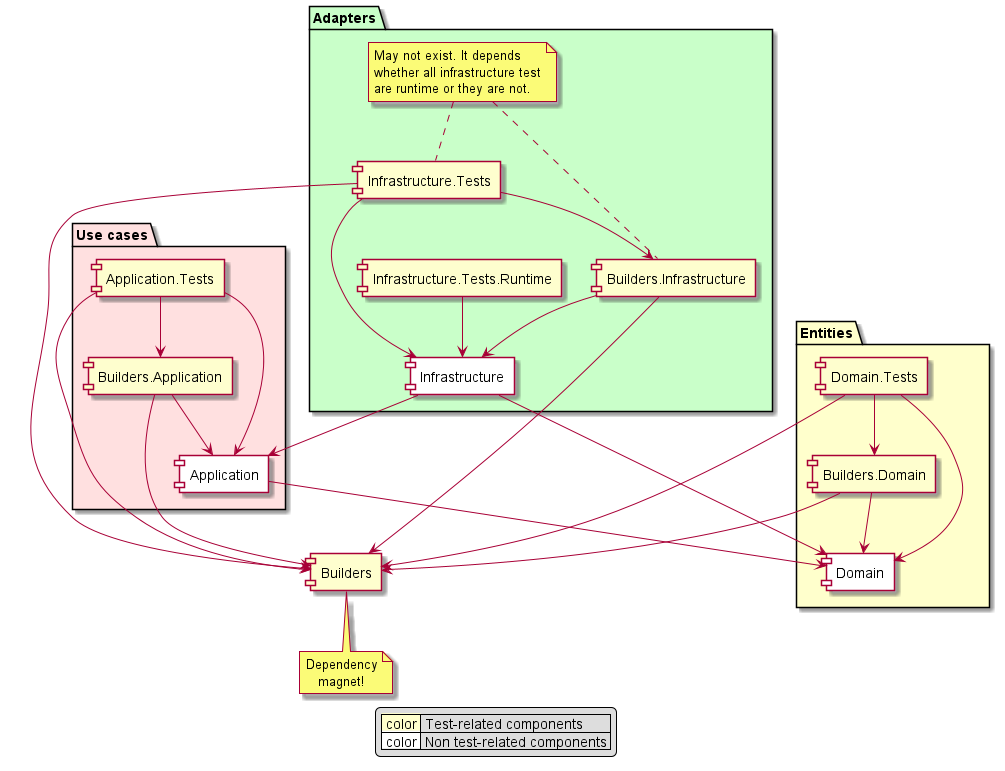 Adapters
May not exist. It depends
whether all infrastructure test
are runtime or they are not.
Infrastructure.Tests
Use cases
Application.Tests
Infrastructure.Tests.Runtime
Builders.Infrastructure
Entities
Builders.Application
Infrastructure
Domain.Tests
Application
Builders.Domain
Builders
Domain
Dependency
magnet!
color Test-related components
color Non test-related components